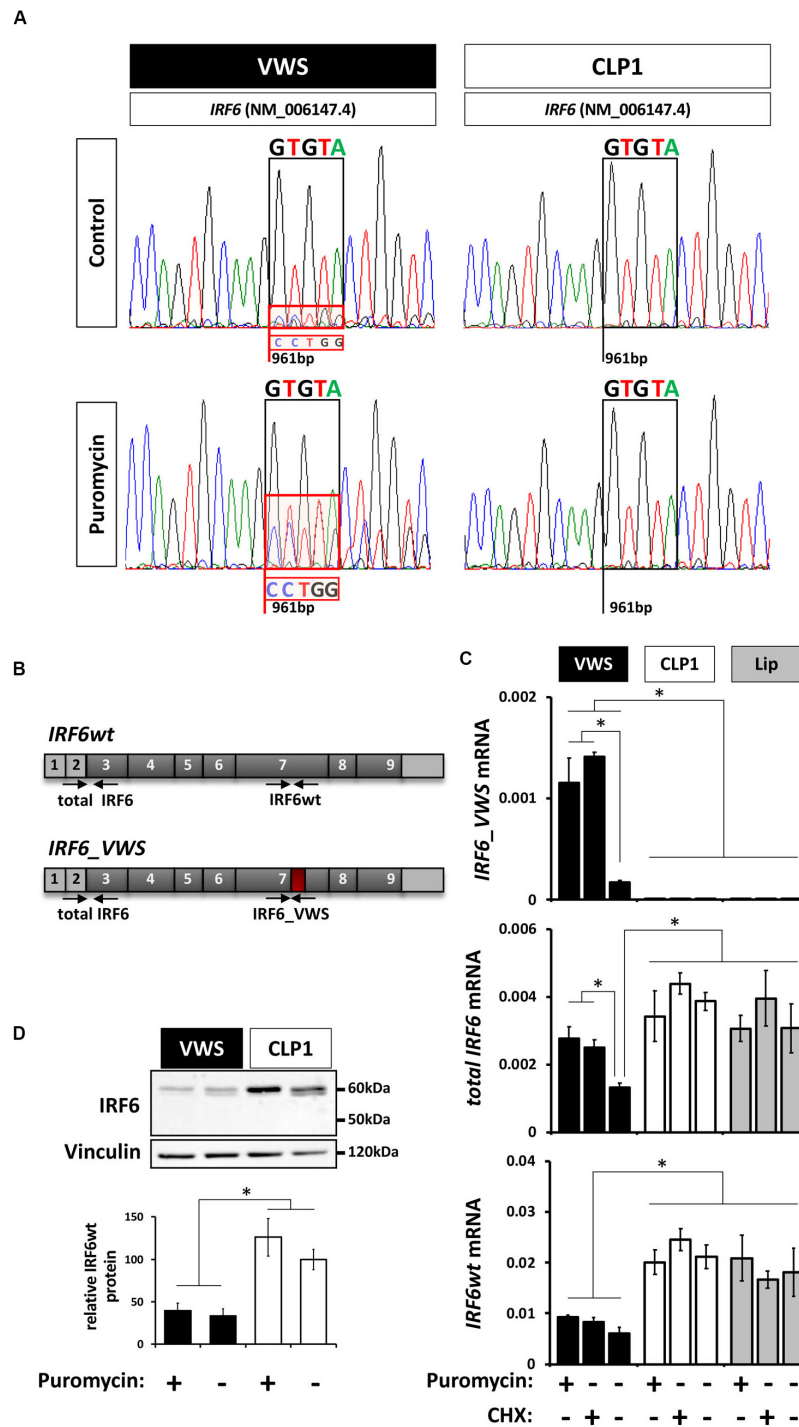 A
VWS CLP1
IRF6 (NM_006147.4) IRF6 (NM_006147.4)
Control
GTGTA GTGTA
C C T G G
961bp 961bp
Puromycin
GTGTA GTGTA
C C T G G
961bp 961bp
B
IRF6wt
1 2 3 4 5 6 7 8 9
total IRF6 IRF6wt
IRF6_VWS
1 2 3 4 5 6 7 8 9
total IRF6 IRF6_VWS
C
VWS CLP1 Lip
IRF6_VWS mRNA
0.002
0.001
0
* *
total IRF6 mRNA
0.006
0.004
0.002
0
* *
IRF6wt mRNA
0.04
0.03
0.02
0.01
0
*
Puromycin: + - - + - - + - -
CHX: - + - - + - - + -
D
VWS CLP1
IRF6
60kDa
50kDa
Vinculin 120kDa
relative IRF6wt
protein
150
100
50
0
*
Puromycin: + - + -